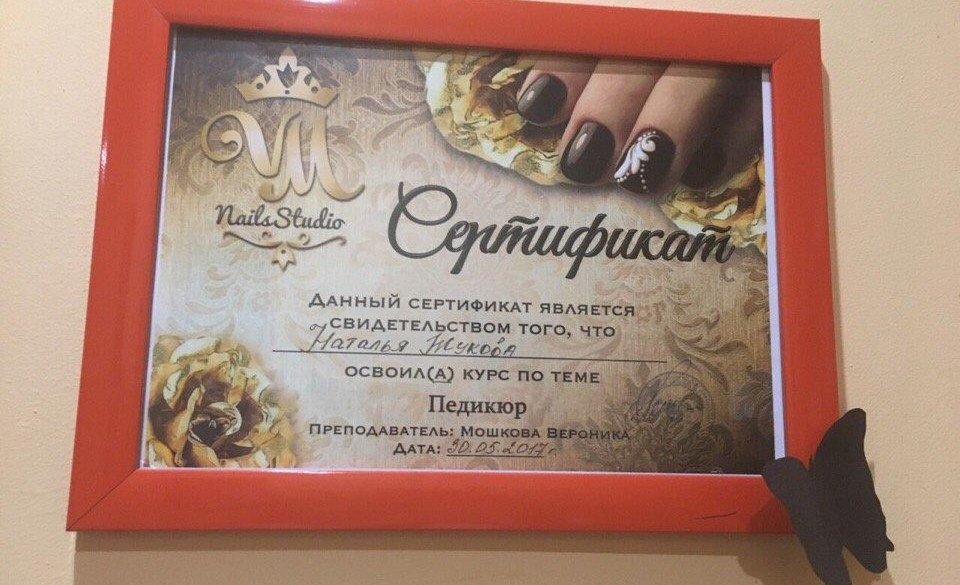 VM
NailsStudio
Сертификат
Данный сертификат является
свидетельством того, что
Наталья Жукова
освоил(а) курс по теме
Педикюр
Преподаватель: Мошкова Вероника
Дата: 30.05.2017г.